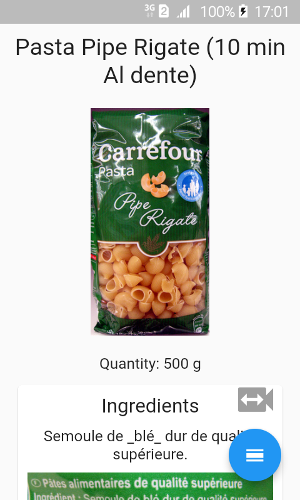 3G 2 100% 17:01
Pasta Pipe Rigate (10 min
Al dente)
Carrefour
Pasta
Pipe
Rigate
Quantity: 500 g
Ingredients
Semoule de _blé_ dur de
supérieure.
Pâtes alimentaires de qualité supérieure
Ingrédient : Semoule de blé dur de qualité supérieure